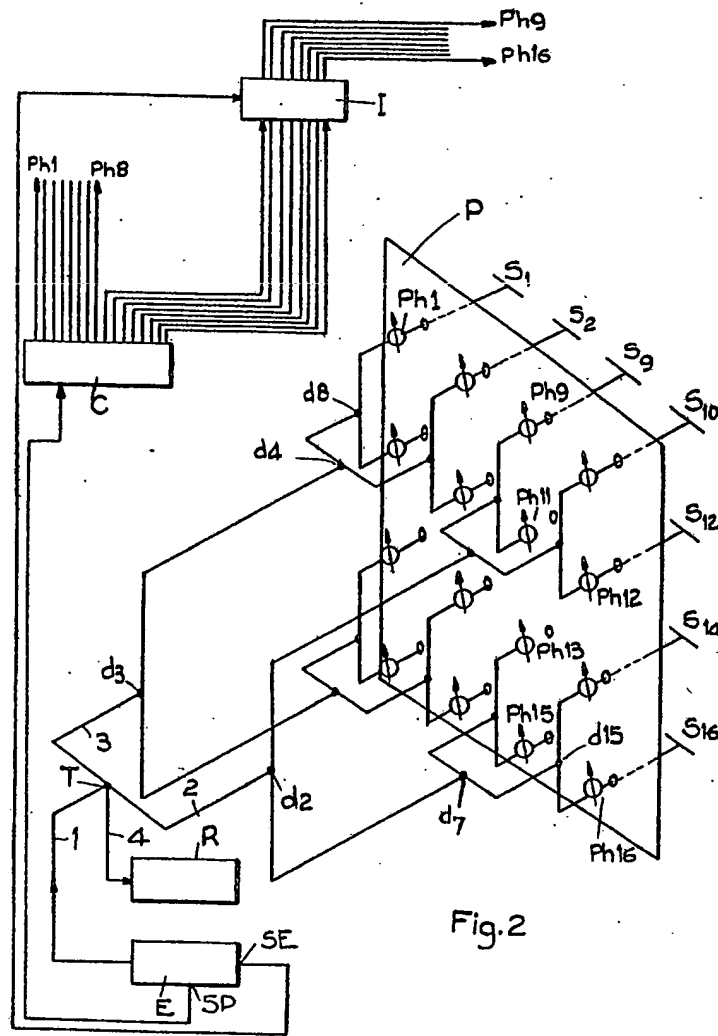 Ph9
Ph16
I
Ph1
Ph8
P
S1
Ph1
S2
C
S9
d8
Ph9
S10
d4
Ph11
S12
Ph12
Ph13
S14
d3
3
Ph15
d15
T
2
d2
S16
1
4
R
d7
Ph16
SE
Fig.2
E
SP